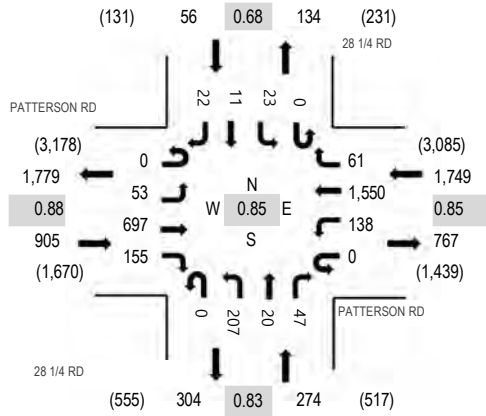 (131) 56 0.68 134 (231)
28 1/4 RD
PATTERSON RD
22 11 23 0
(3,178) (3,085)
0 61
1,779 1,749
53 1,550
N
0.88 W 0.85 E 0.85
697 138
S
905 767
155 0
(1,670) (1,439)
0 207 20 47
PATTERSON RD
28 1/4 RD
(555) 304 0.83 274 (517)